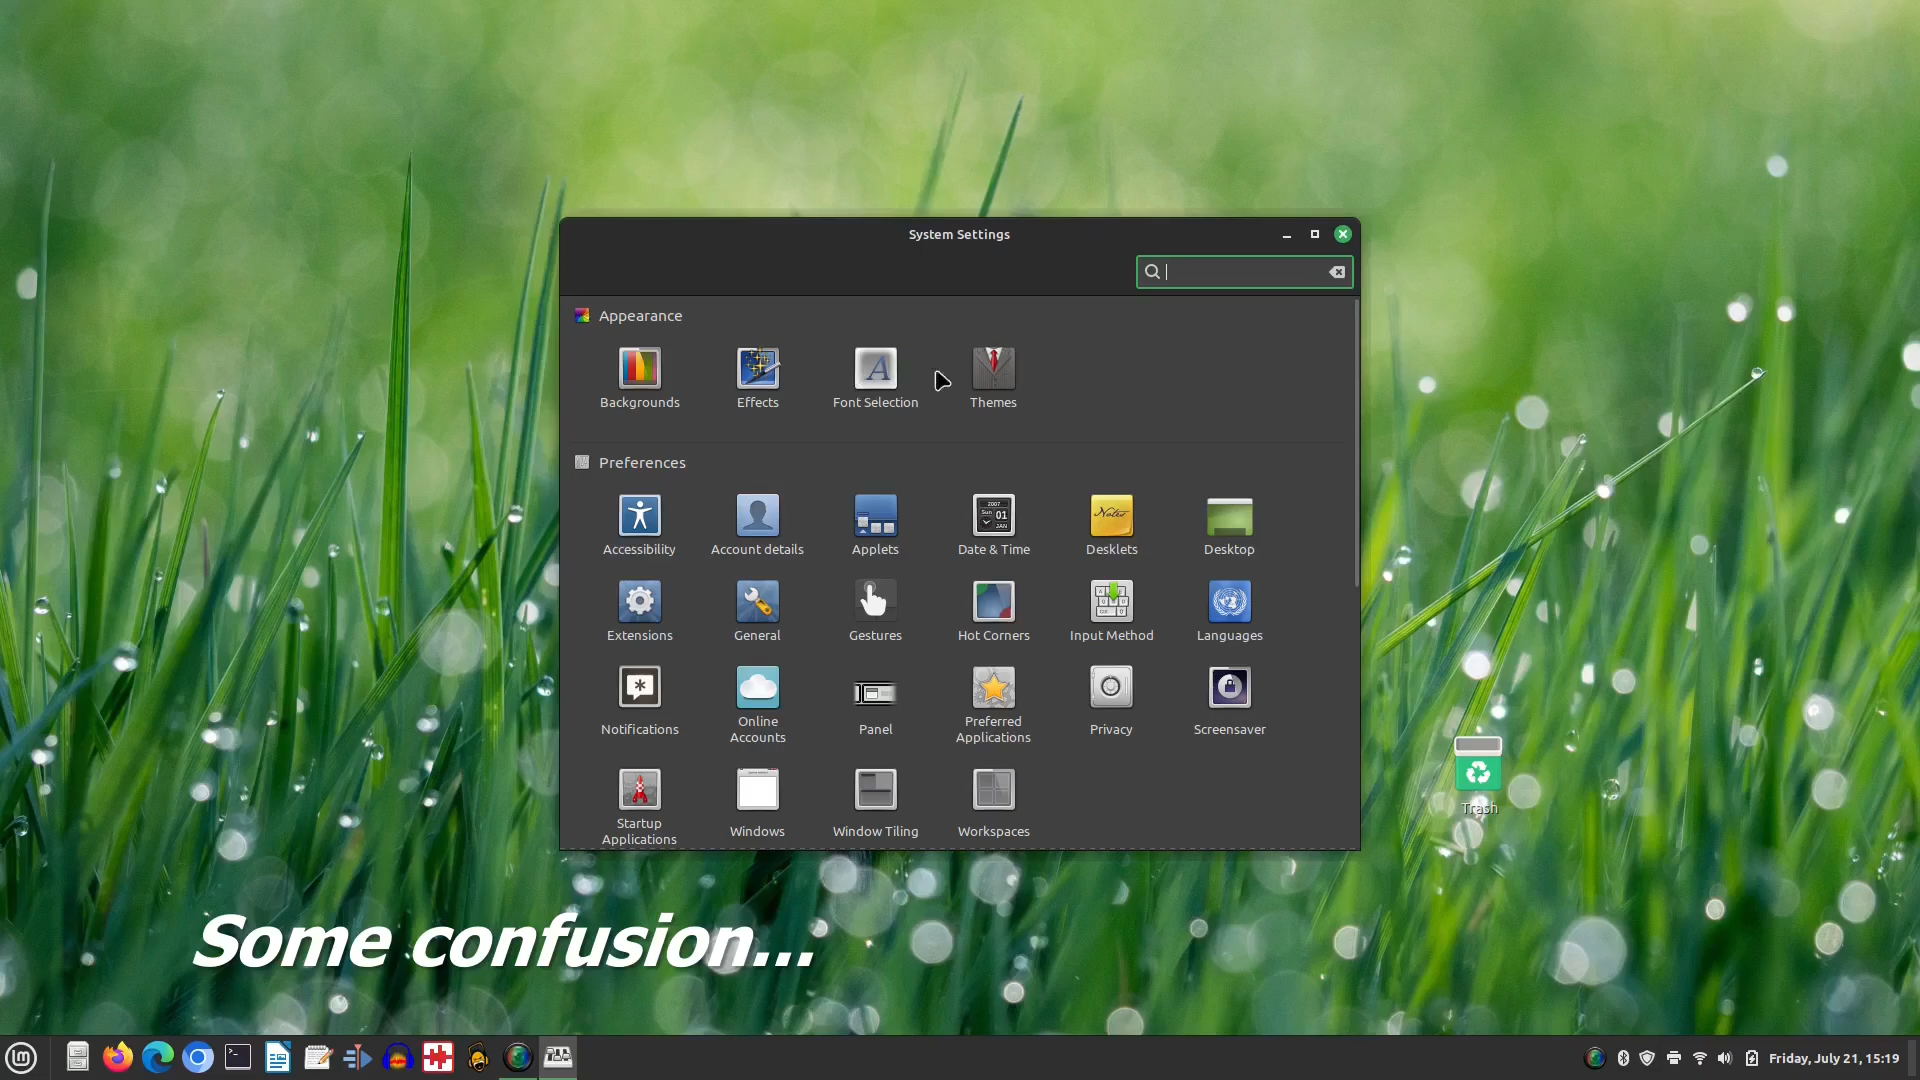 System Settings
Appearance
Backgrounds
Effects
Font Selection
Themes
Preferences
Accessibility
Account details
Applets
Date & Time
Desklets
Desktop
Extensions
General
Gestures
Hot Corners
Input Method
Languages
Notifications
Online
Accounts
Panel
Preferred
Applications
Privacy
Screensaver
Startup
Applications
Windows
Window Tiling
Workspaces
Trash
Some confusion...
Friday, July 21, 15:19